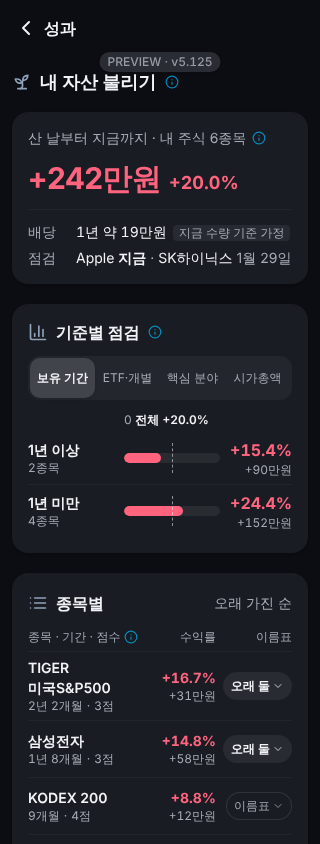 성과
PREVIEW · v5.125
내 자산 불리기
산 날부터 지금까지 · 내 주식 6종목
+242만원 +20.0%
배당 1년 약 19만원 지금 수량 기준 가정
점검 Apple 지금 · SK하이닉스 1월 29일
기준별 점검
보유 기간 ETF·개별 핵심 분야 시가총액
0 전체 +20.0%
1년 이상 +15.4%
2종목 +90만원
1년 미만 +24.4%
4종목 +152만원
종목별 오래 가진 순
종목 · 기간 · 점수 수익률 이름표
TIGER
미국S&P500 +16.7% 오래 둘
2년 2개월 · 3점 +31만원
삼성전자 +14.8% 오래 둘
1년 8개월 · 3점 +58만원
KODEX 200 +8.8% 이름표
9개월 · 4점 +12만원